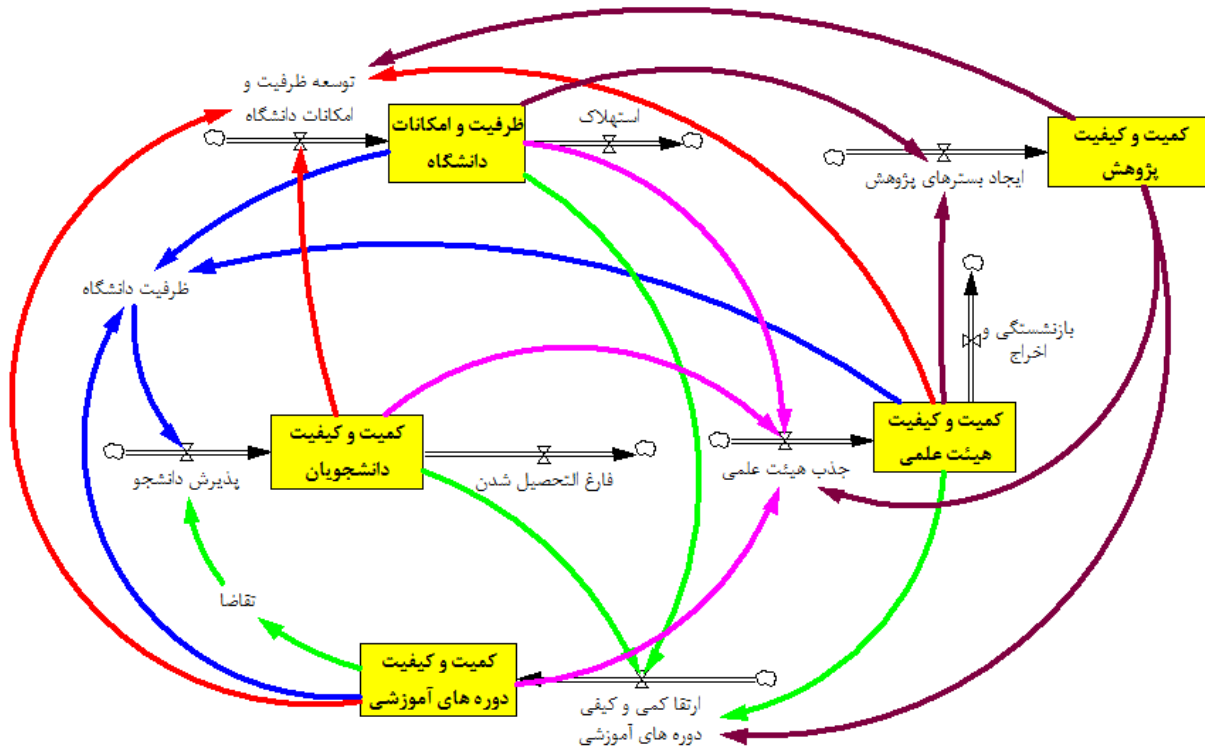 توسعه ظرفیت و
امکانات دانشگاه
ظرفیت و امکانات
دانشگاه
استهلاک
کمیت و کیفیت
پژوهش
ایجاد بسترهای پژوهش
ظرفیت دانشگاه
بازنشستگی و
اخراج
کمیت و کیفیت
هیئت علمی
جذب هیئت علمی
کمیت و کیفیت
دانشجویان
فارغ التحصیل شدن
پذیرش دانشجو
تقاضا
کمیت و کیفیت
دوره های آموزشی
ارتقا کمی و کیفی
دوره های آموزشی